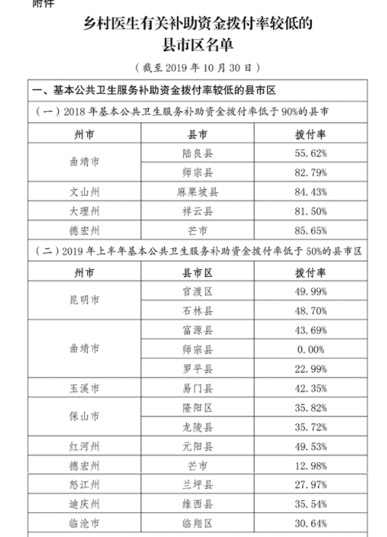 附件
乡村医生有关补助资金拨付率较低的
县市区名单
（截至 2019 年 10 月 30 日）
一、基本公共卫生服务补助资金拨付率较低的县市区
（一）2018 年基本公共卫生服务补助资金拨付率低于 90%的县市
州市 县市 拨付率
曲靖市 陆良县 55.62%
师宗县 82.79%
文山州 麻栗坡县 84.43%
大理州 祥云县 81.50%
德宏州 芒市 85.65%
（二）2019 年上半年基本公共卫生服务补助资金拨付率低于 50%的县市区
州市 县市区 拨付率
昆明市 官渡区 49.99%
石林县 48.70%
曲靖市 富源县 43.69%
师宗县 0.00%
罗平县 22.99%
玉溪市 易门县 42.35%
保山市 隆阳区 35.82%
龙陵县 35.72%
红河州 元阳县 49.53%
德宏州 芒市 12.98%
怒江州 兰坪县 27.97%
迪庆州 维西县 35.54%
临沧市 临翔区 30.64%